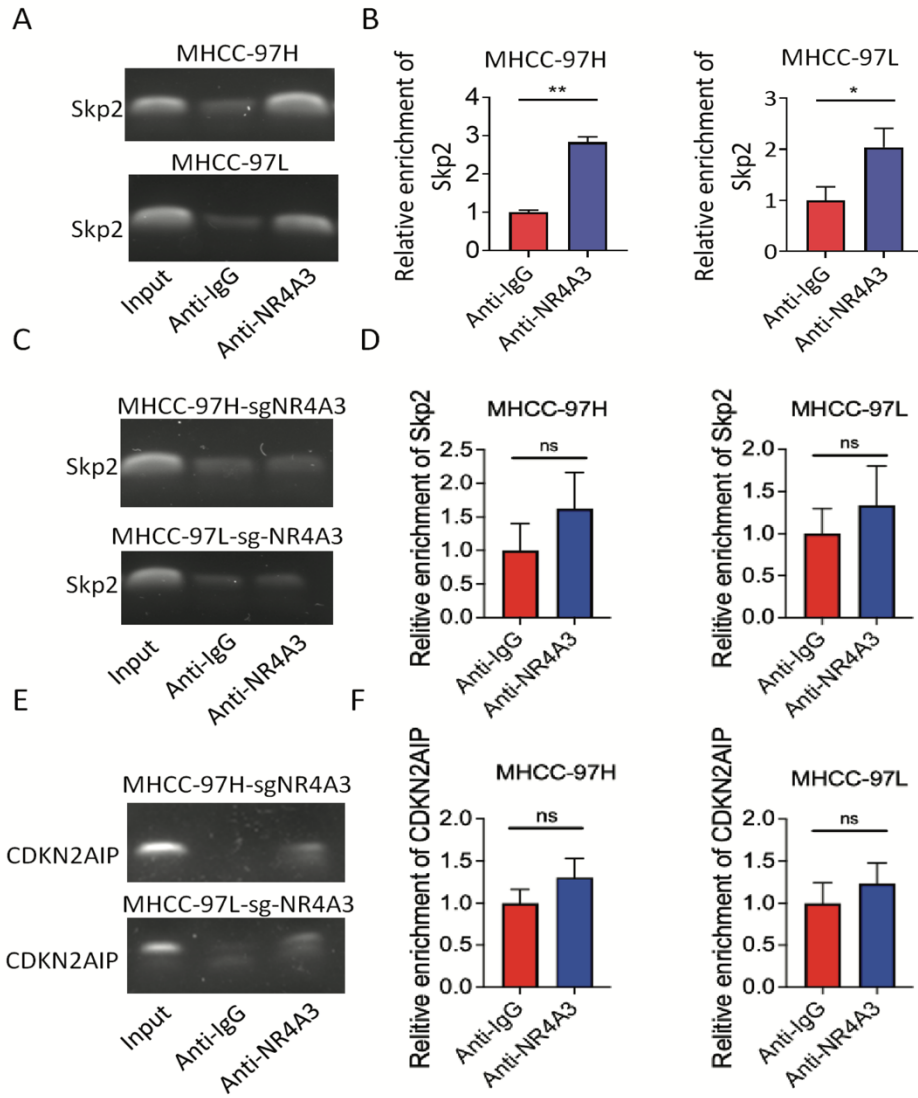 A
MHCC-97H
Skp2
MHCC-97L
Skp2
Input
Anti-IgG
Anti-NR4A3
B
Relative enrichment of
Skp2
MHCC-97H
**
4
3
2
1
0
Anti-IgG
Anti-NR4A3
Relative enrichment of
Skp2
MHCC-97L
*
3
2
1
0
Anti-IgG
Anti-NR4A3
C
MHCC-97H-sgNR4A3
Skp2
MHCC-97L-sg-NR4A3
Skp2
Input
Anti-IgG
Anti-NR4A3
D
Relitive enrichment of Skp2
MHCC-97H
ns
2.5
2.0
1.5
1.0
0.5
0.0
Anti-IgG
Anti-NR4A3
Relitive enrichment of Skp2
MHCC-97L
ns
2.0
1.5
1.0
0.5
0.0
Anti-IgG
Anti-NR4A3
E
MHCC-97H-sgNR4A3
CDKN2AIP
MHCC-97L-sg-NR4A3
CDKN2AIP
Input
Anti-IgG
Anti-NR4A3
F
Relitive enrichment of CDKN2AIP
MHCC-97H
ns
2.0
1.5
1.0
0.5
0.0
Anti-IgG
Anti-NR4A3
Relitive enrichment of CDKN2AIP
MHCC-97L
ns
2.0
1.5
1.0
0.5
0.0
Anti-IgG
Anti-NR4A3